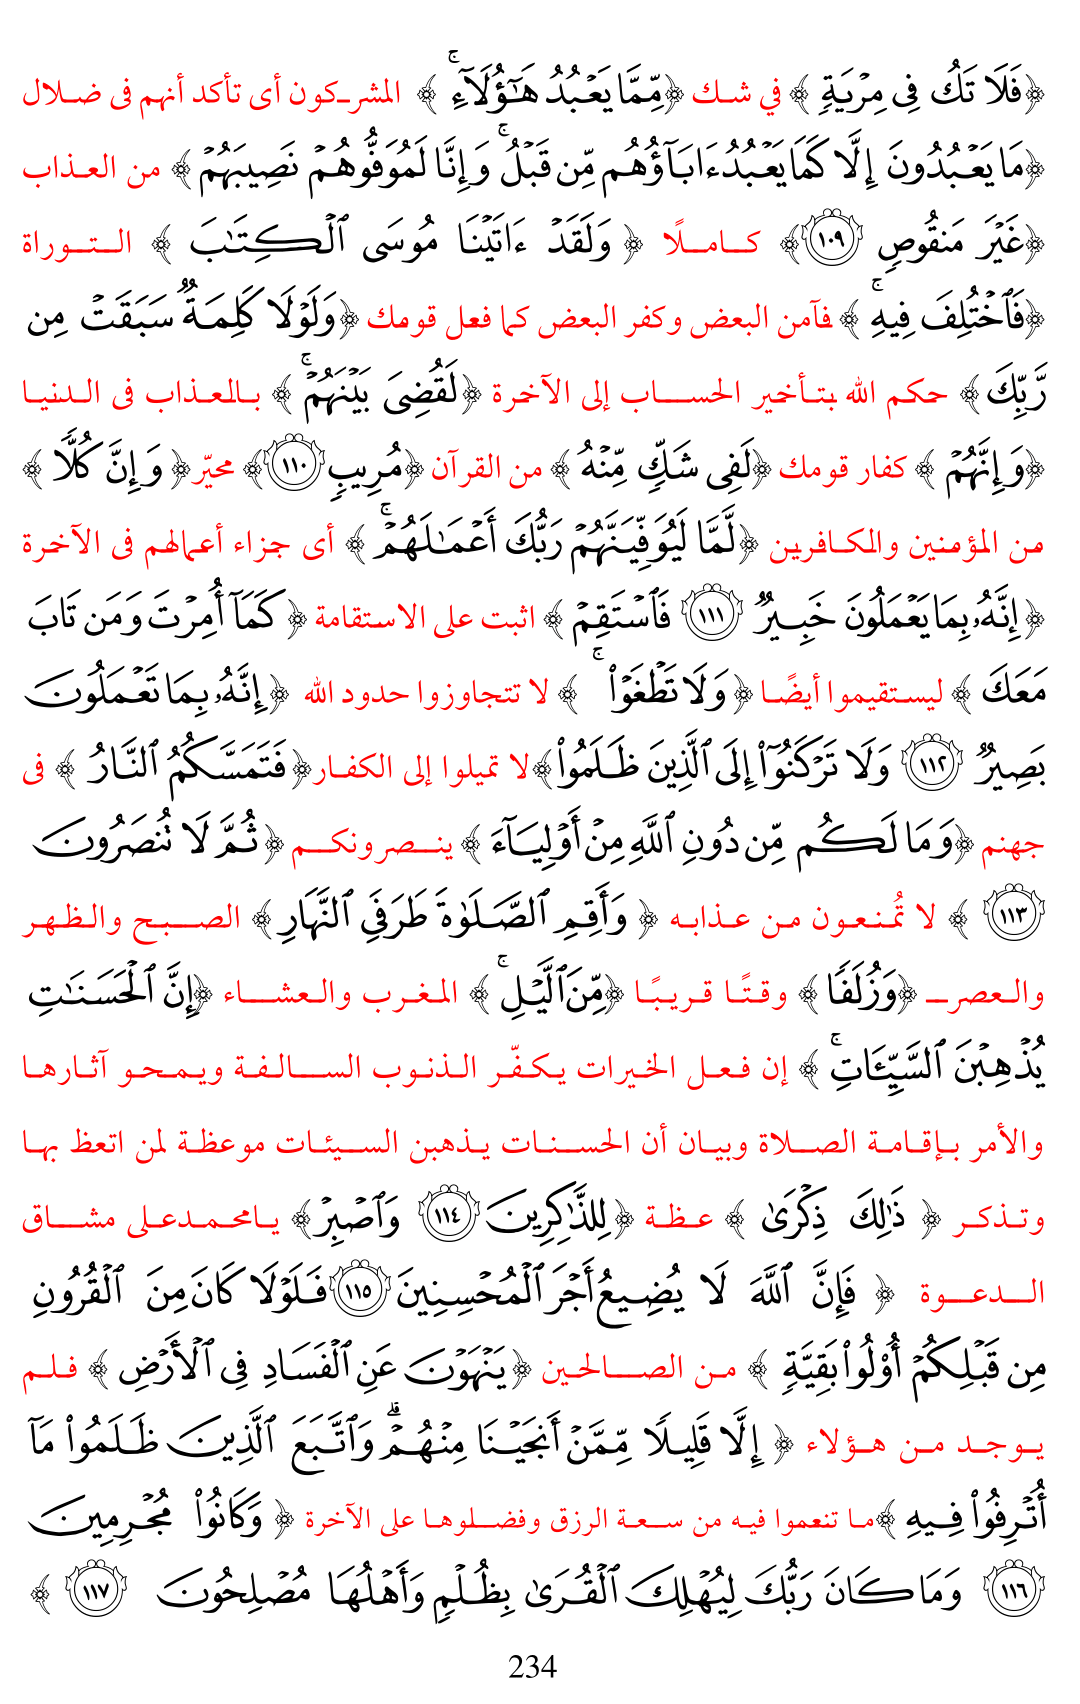 ﴿فَلَا تَكُ فِى مِرْيَةٍ ﴾ في شك ﴿مِّمَّا يَعْبُدُ هَٰٓؤُلَآءِ ۚ ﴾ المشركون أى تأكد أنهم فى ضلال
﴿مَا يَعْبُدُونَ إِلَّا كَمَا يَعْبُدُ ءَابَآؤُهُم مِّن قَبْلُ ۚ وَإِنَّا لَمُوَفُّوهُمْ نَصِيبَهُمْ ﴾ من العذاب
﴿غَيْرَ مَنقُوصٍ ١٠٩﴾ كاملًا ﴿ وَلَقَدْ ءَاتَيْنَا مُوسَى ٱلْكِتَٰبَ ﴾ التوراة
﴿فَٱخْتُلِفَ فِيهِ ۚ ﴾ فآمن البعض وكفر البعض كما فعل قومك ﴿وَلَوْلَا كَلِمَةٌ سَبَقَتْ مِن
رَّبِّكَ ﴾ حكم الله بتأخير الحساب إلى الآخرة ﴿لَقُضِىَ بَيْنَهُمْ ۚ ﴾ بالعذاب فى الدنيا
﴿وَإِنَّهُمْ ﴾ كفار قومك ﴿لَفِى شَكٍّ مِّنْهُ ﴾ من القرآن ﴿مُرِيبٍ ١١٠﴾ محيّر ﴿ وَإِنَّ كُلًّا ﴾
من المؤمنين والكافرين ﴿لَّمَّا لَيُوَفِّيَنَّهُمْ رَبُّكَ أَعْمَٰلَهُمْ ۚ ﴾ أى جزاء أعمالهم فى الآخرة
﴿ إِنَّهُۥ بِمَا يَعْمَلُونَ خَبِيرٌ ١١١ فَٱسْتَقِمْ ﴾ اثبت على الاستقامة ﴿ كَمَآ أُمِرْتَ وَمَن تَابَ
مَعَكَ ﴾ ليستقيموا أيضًا ﴿ وَلَا تَطْغَوْا۟ ۚ ﴾ لا تتجاوزوا حدود الله ﴿إِنَّهُۥ بِمَا تَعْمَلُونَ
بَصِيرٌ ١١٢ وَلَا تَرْكَنُوٓا۟ إِلَى ٱلَّذِينَ ظَلَمُوا۟﴾ لا تميلوا إلى الكفار ﴿ فَتَمَسَّكُمُ ٱلنَّارُ ﴾ فى
جهنم ﴿وَمَا لَكُم مِّن دُونِ ٱللَّهِ مِنْ أَوْلِيَآءَ ﴾ ينصرونكم ﴿ ثُمَّ لَا تُنصَرُونَ
١١٣ ﴾ لا تُمنعون من عذابه ﴿ وَأَقِمِ ٱلصَّلَوٰةَ طَرَفَىِ ٱلنَّهَارِ ﴾ الصبح والظهر
والعصر ﴿وَزُلَفًا ﴾ وقتًا قريبًا ﴿مِّنَ ٱلَّيْلِ ۚ ﴾ المغرب والعشاء ﴿إِنَّ ٱلْحَسَنَٰتِ
يُذْهِبْنَ ٱلسَّيِّـَٔاتِ ۚ ﴾ إن فعل الخيرات يكفّر الذنوب السالفة ويمحو آثارها
والأمر بإقامة الصلاة وبيان أن الحسنات يذهبن السيئات موعظة لمن اتعظ بها
وتذكر ﴿ ذَٰلِكَ ذِكْرَىٰ ﴾ عظة ﴿لِلذَّٰكِرِينَ ١١٤ وَٱصْبِرْ﴾ يامحمدعلى مشاق
الدعوة ﴿ فَإِنَّ ٱللَّهَ لَا يُضِيعُ أَجْرَ ٱلْمُحْسِنِينَ ١١٥ فَلَوْلَا كَانَ مِنَ ٱلْقُرُونِ
مِن قَبْلِكُمْ أُو۟لُوا۟ بَقِيَّةٍ ﴾ من الصالحين ﴿يَنْهَوْنَ عَنِ ٱلْفَسَادِ فِى ٱلْأَرْضِ ﴾ فلم
يوجد من هؤلاء ﴿ إِلَّا قَلِيلًا مِّمَّنْ أَنجَيْنَا مِنْهُمْ ۗ وَٱتَّبَعَ ٱلَّذِينَ ظَلَمُوا۟ مَآ
أُتْرِفُوا۟ فِيهِ ﴾ما تنعموا فيه من سعة الرزق وفضلوها على الآخرة ﴿ وَكَانُوا۟ مُجْرِمِينَ
١١٦ وَمَا كَانَ رَبُّكَ لِيُهْلِكَ ٱلْقُرَىٰ بِظُلْمٍ وَأَهْلُهَا مُصْلِحُونَ ١١٧ ﴾
234